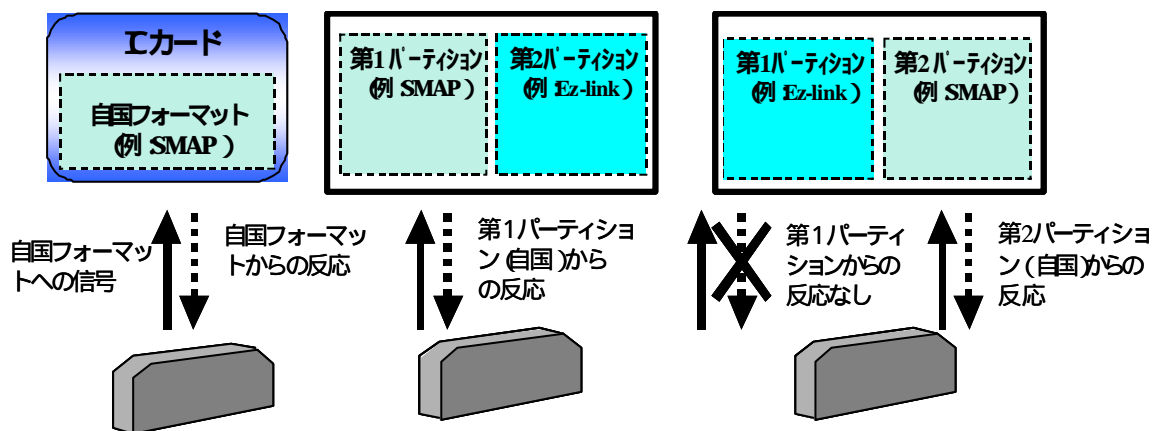 ICカード
自国フォーマット
(例:SMAP)
第1パーティション
(例:SMAP)
第2パーティション
(例:Ez-link)
第1パーティション
(例:Ez-link)
第2パーティション
(例:SMAP)
自国フォーマッ
トへの信号
自国フォーマッ
トからの反応
第1パーティショ
ン(自国)から
の反応
第1パーティ
ションからの
反応なし
第2パーティショ
ン(自国)からの
反応